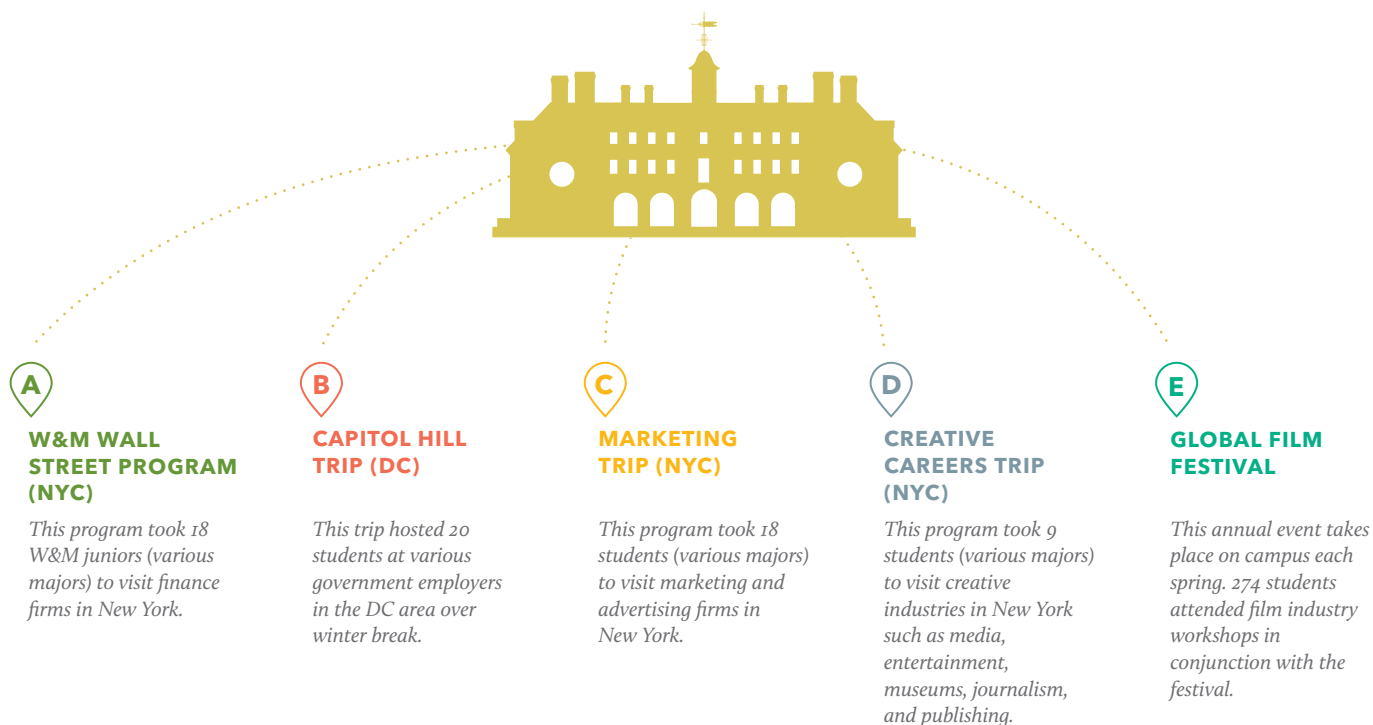 A
W&M WALL
STREET PROGRAM
(NYC)
This program took 18
W&M juniors (various
majors) to visit finance
firms in New York.
B
CAPITOL HILL
TRIP (DC)
This trip hosted 20
students at various
government employers
in the DC area over
winter break.
C
MARKETING
TRIP (NYC)
This program took 18
students (various majors)
to visit marketing and
advertising firms in
New York.
D
CREATIVE
CAREERS TRIP
(NYC)
This program took 9
students (various majors)
to visit creative
industries in New York
such as media,
entertainment,
museums, journalism,
and publishing.
E
GLOBAL FILM
FESTIVAL
This annual event takes
place on campus each
spring. 274 students
attended film industry
workshops in
conjunction with the
festival.